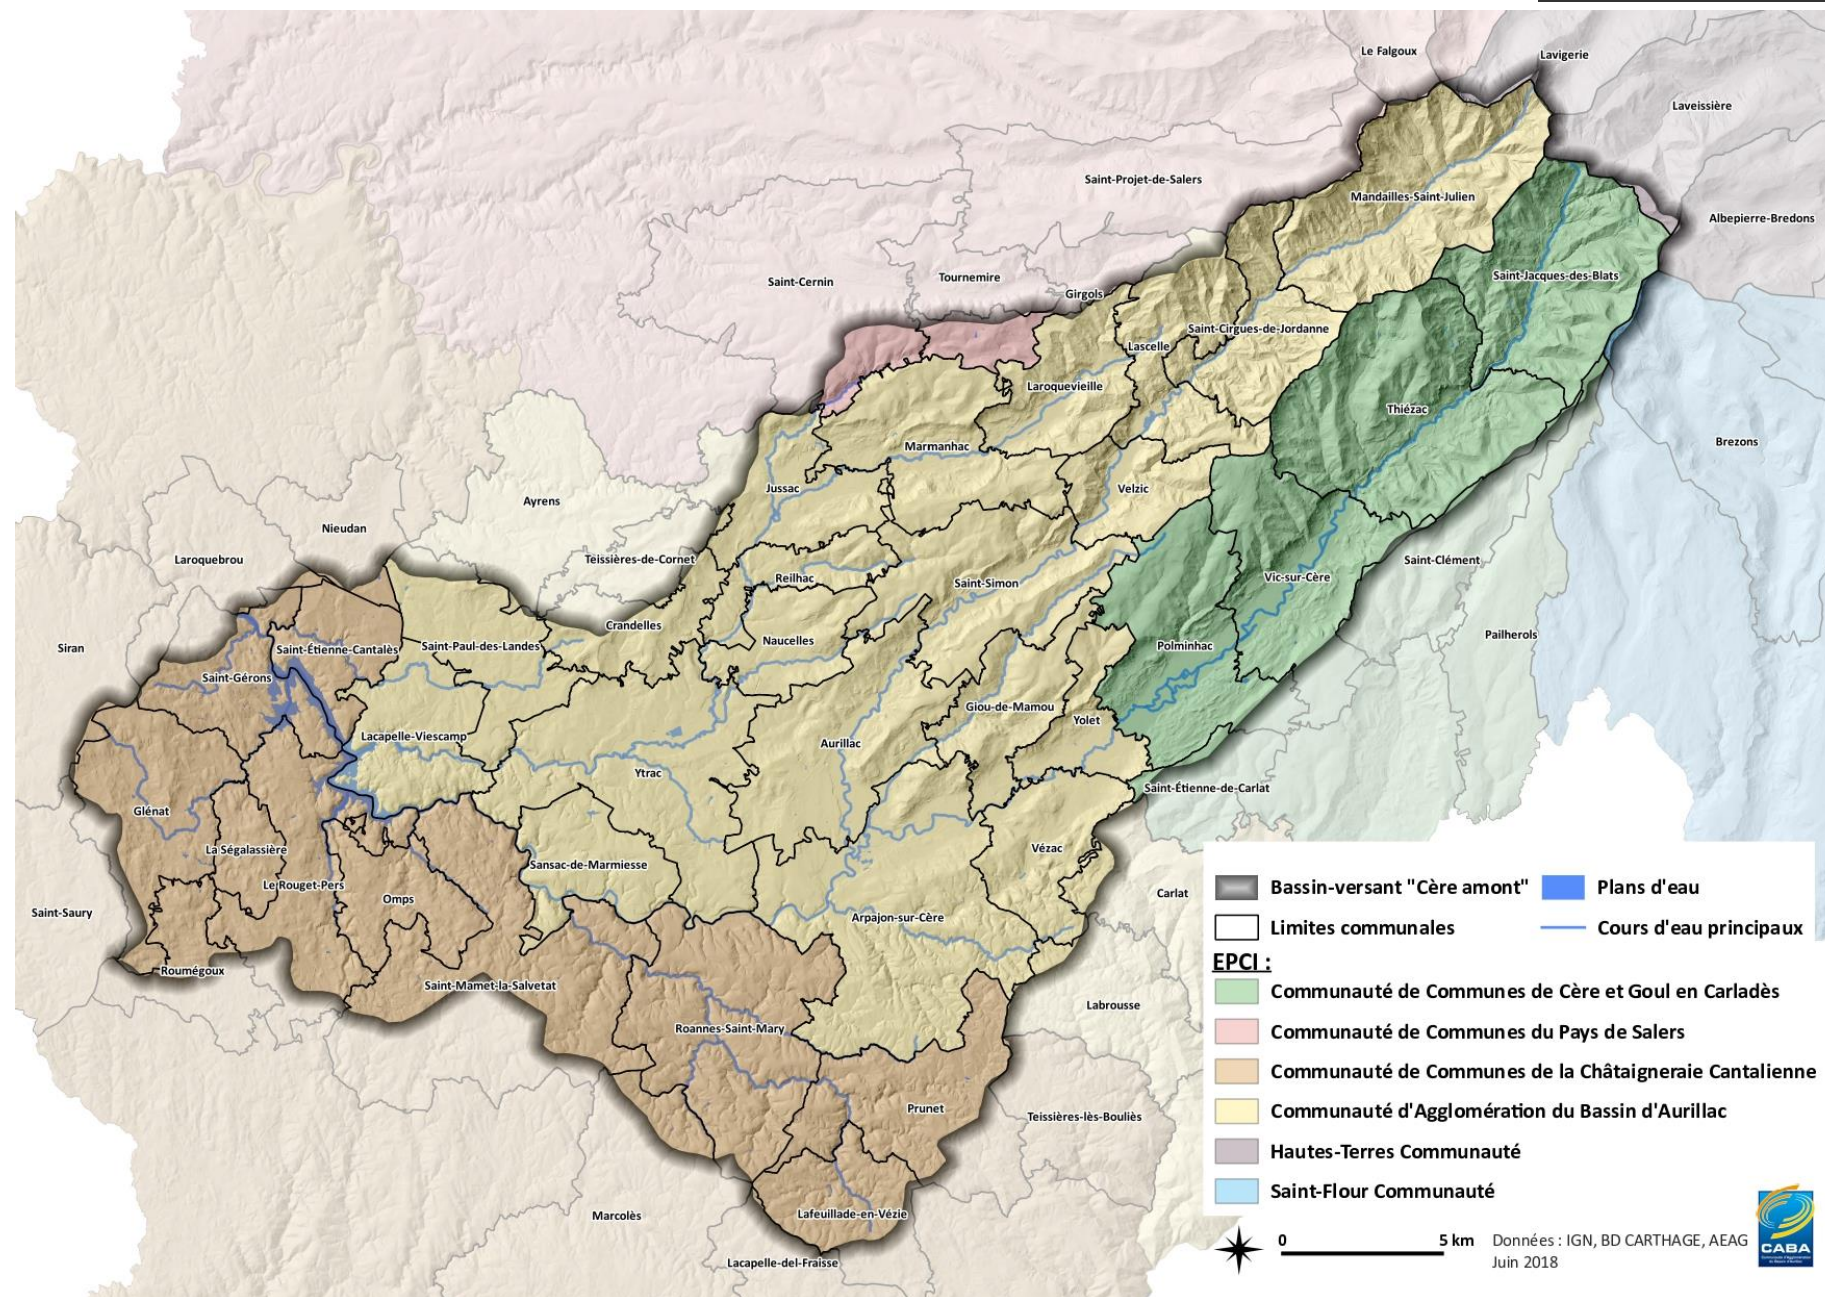 Le Falgoux
Lavigerie
Laveissière
Saint-Projet-de-Salers
Mandailles-Saint-Julien
Albepierre-Bredons
Saint-Cernin
Tournemire
Girgols
Saint-Jacques-des-Blats
Saint-Cirgues-de-Jordanne
Lascelle
Laroquevieille
Thiézac
Marmanhac
Brezons
Jussac
Velzic
Ayrens
Nieudan
Laroquebrou
Teissières-de-Cornet
Saint-Clément
Reilhac
Saint-Simon
Vic-sur-Cère
Crandelles
Naucelles
Pailherols
Siran
Saint-Étienne-Cantalès
Saint-Paul-des-Landes
Polminhac
Saint-Gérons
Giou-de-Mamou
Yolet
Lacapelle-Viescamp
Aurillac
Ytrac
Saint-Étienne-de-Carlat
Glénat
La Ségalassière
Vézac
Sansac-de-Marmiesse
Le Rouget-Pers
Omps
Carlat
Saint-Saury
Arpajon-sur-Cère
Roumégoux
Saint-Mamet-la-Salvetat
Labrousse
Roannes-Saint-Mary
Prunet
Teissières-lès-Bouliès
Marcolès
Lafeuillade-en-Vézie
Lacapelle-del-Fraisse
Bassin-versant "Cère amont"
Plans d'eau
Limites communales
Cours d'eau principaux
EPCI :
Communauté de Communes de Cère et Goul en Carladès
Communauté de Communes du Pays de Salers
Communauté de Communes de la Châtaigneraie Cantalienne
Communauté d'Agglomération du Bassin d'Aurillac
Hautes-Terres Communauté
Saint-Flour Communauté
0 5 km
Données : IGN, BD CARTHAGE, AEAG
Juin 2018
CABA